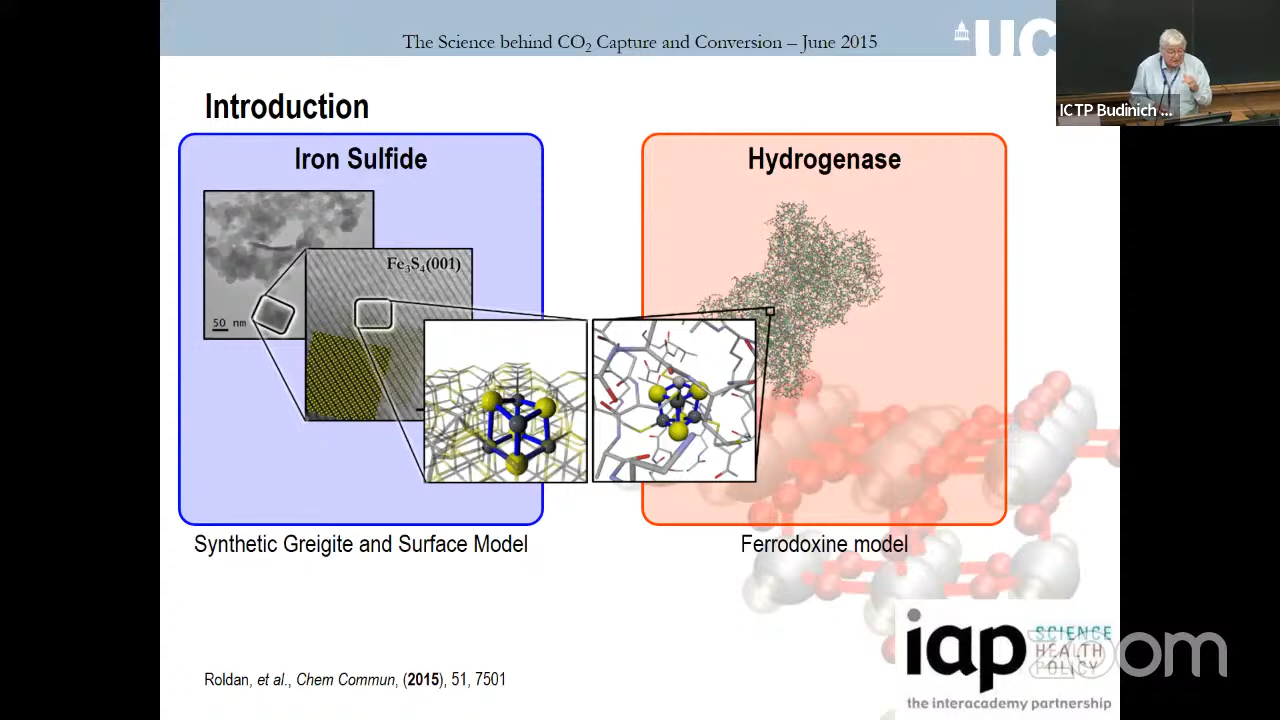 The Science behind CO₂ Capture and Conversion – June 2015
UC
ICTP Budinich ...
Introduction
Iron Sulfide
Hydrogenase
Fe₃S₄(001)
50 nm
Synthetic Greigite and Surface Model
Ferrodoxine model
iap SCIENCE
HEALTH
POLICY
zoom
the interacademy partnership
Roldan, et al., Chem Commun, (2015), 51, 7501